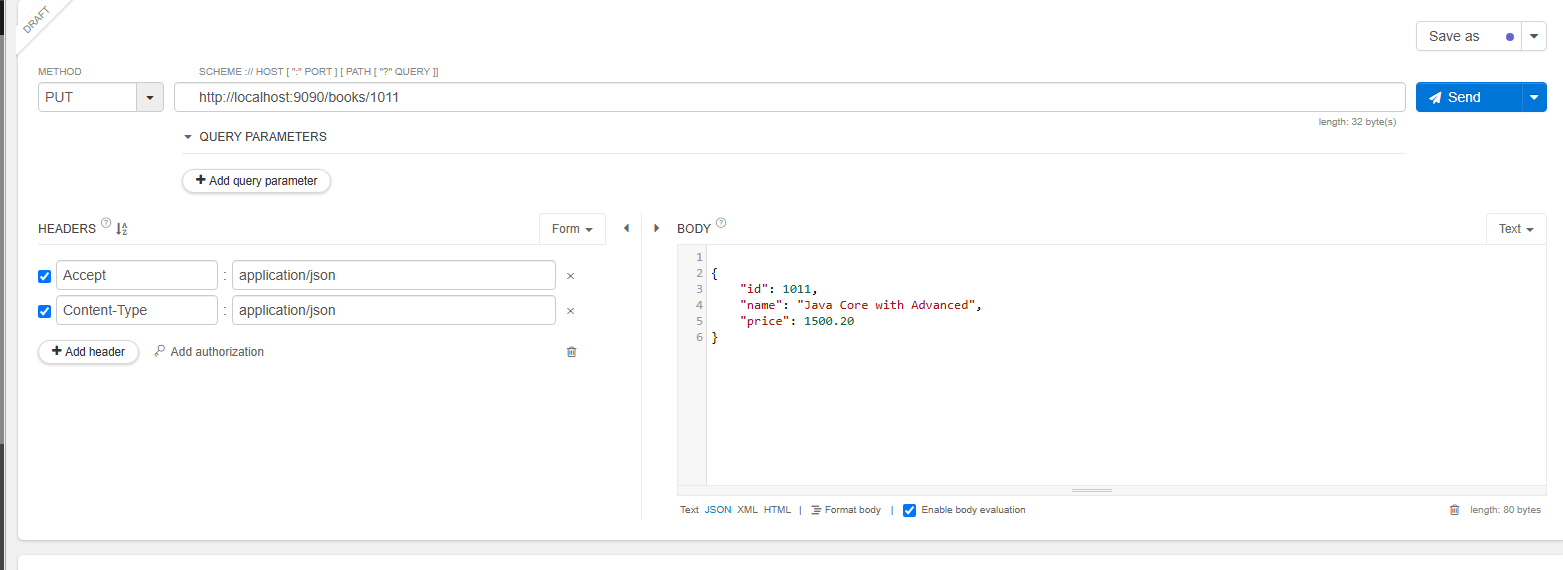 DRAFT
Save as
METHOD
SCHEME :// HOST [ ":" PORT ] [ PATH [ "?" QUERY ]]
PUT
http://localhost:9090/books/1011
Send
length: 32 byte(s)
QUERY PARAMETERS
+ Add query parameter
HEADERS ? A Z
Form
BODY ?
Text
Accept : application/json ×
Content-Type : application/json ×
+ Add header
Add authorization
1
2 {
3 "id": 1011,
4 "name": "Java Core with Advanced",
5 "price": 1500.20
6 }
Text JSON XML HTML | Format body | Enable body evaluation
length: 80 bytes